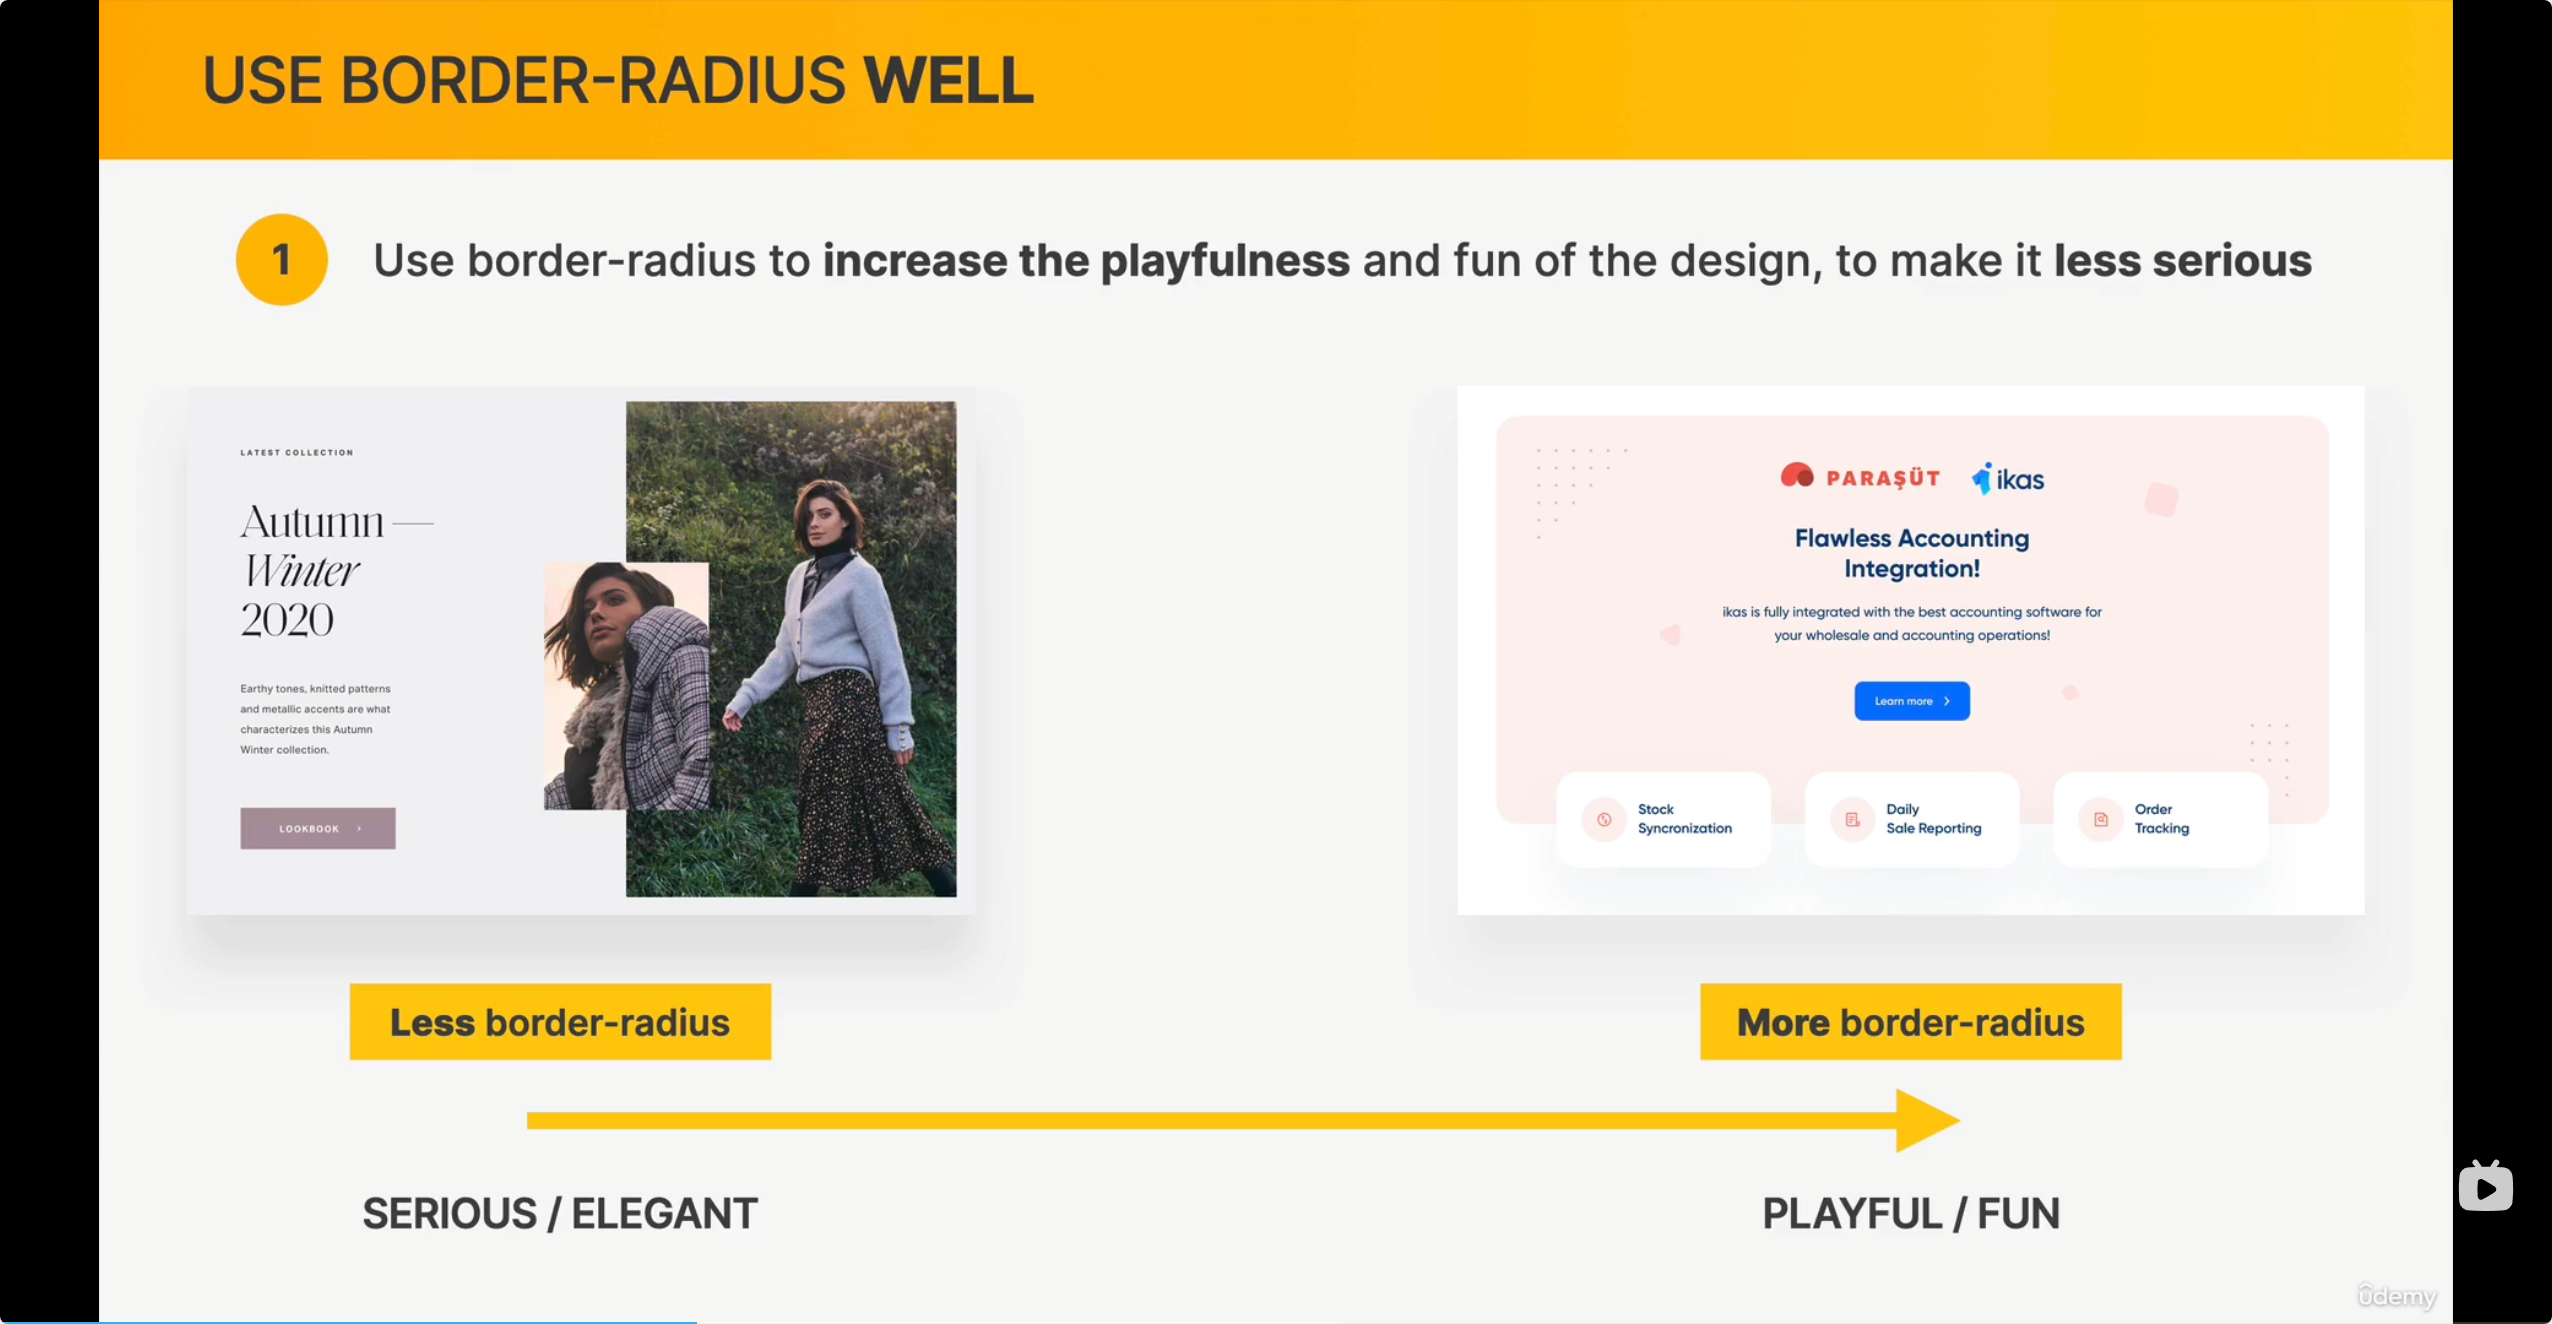 USE BORDER-RADIUS WELL
1
Use border-radius to increase the playfulness and fun of the design, to make it less serious
LATEST COLLECTION
Autumn —
Winter
2020
Earthy tones, knitted patterns
and metallic accents are what
characterizes this Autumn
Winter collection.
LOOKBOOK >
PARAŞÜT ikas
Flawless Accounting
Integration!
ikas is fully integrated with the best accounting software for
your wholesale and accounting operations!
Learn more >
Stock
Syncronization
Daily
Sale Reporting
Order
Tracking
Less border-radius
More border-radius
SERIOUS / ELEGANT
PLAYFUL / FUN
ûdemy